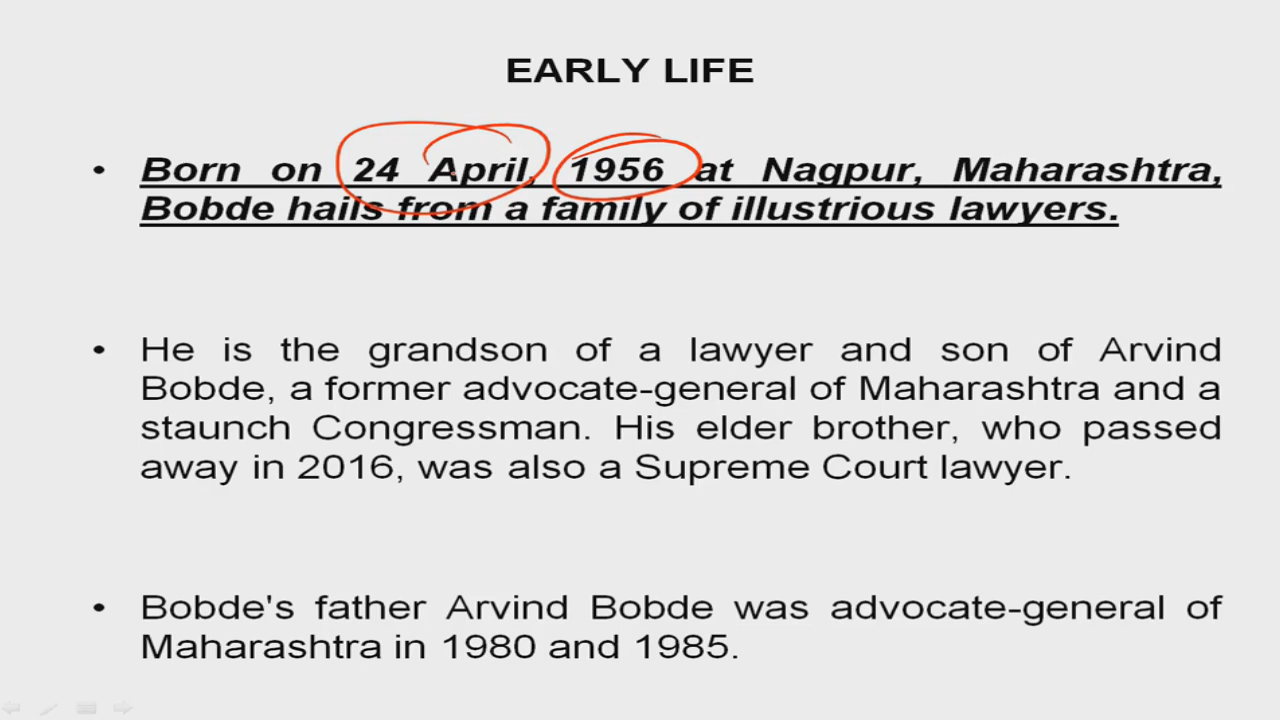 EARLY LIFE
• Born on 24 April, 1956 at Nagpur, Maharashtra,
Bobde hails from a family of illustrious lawyers.
• He is the grandson of a lawyer and son of Arvind
Bobde, a former advocate-general of Maharashtra and a
staunch Congressman. His elder brother, who passed
away in 2016, was also a Supreme Court lawyer.
• Bobde's father Arvind Bobde was advocate-general of
Maharashtra in 1980 and 1985.